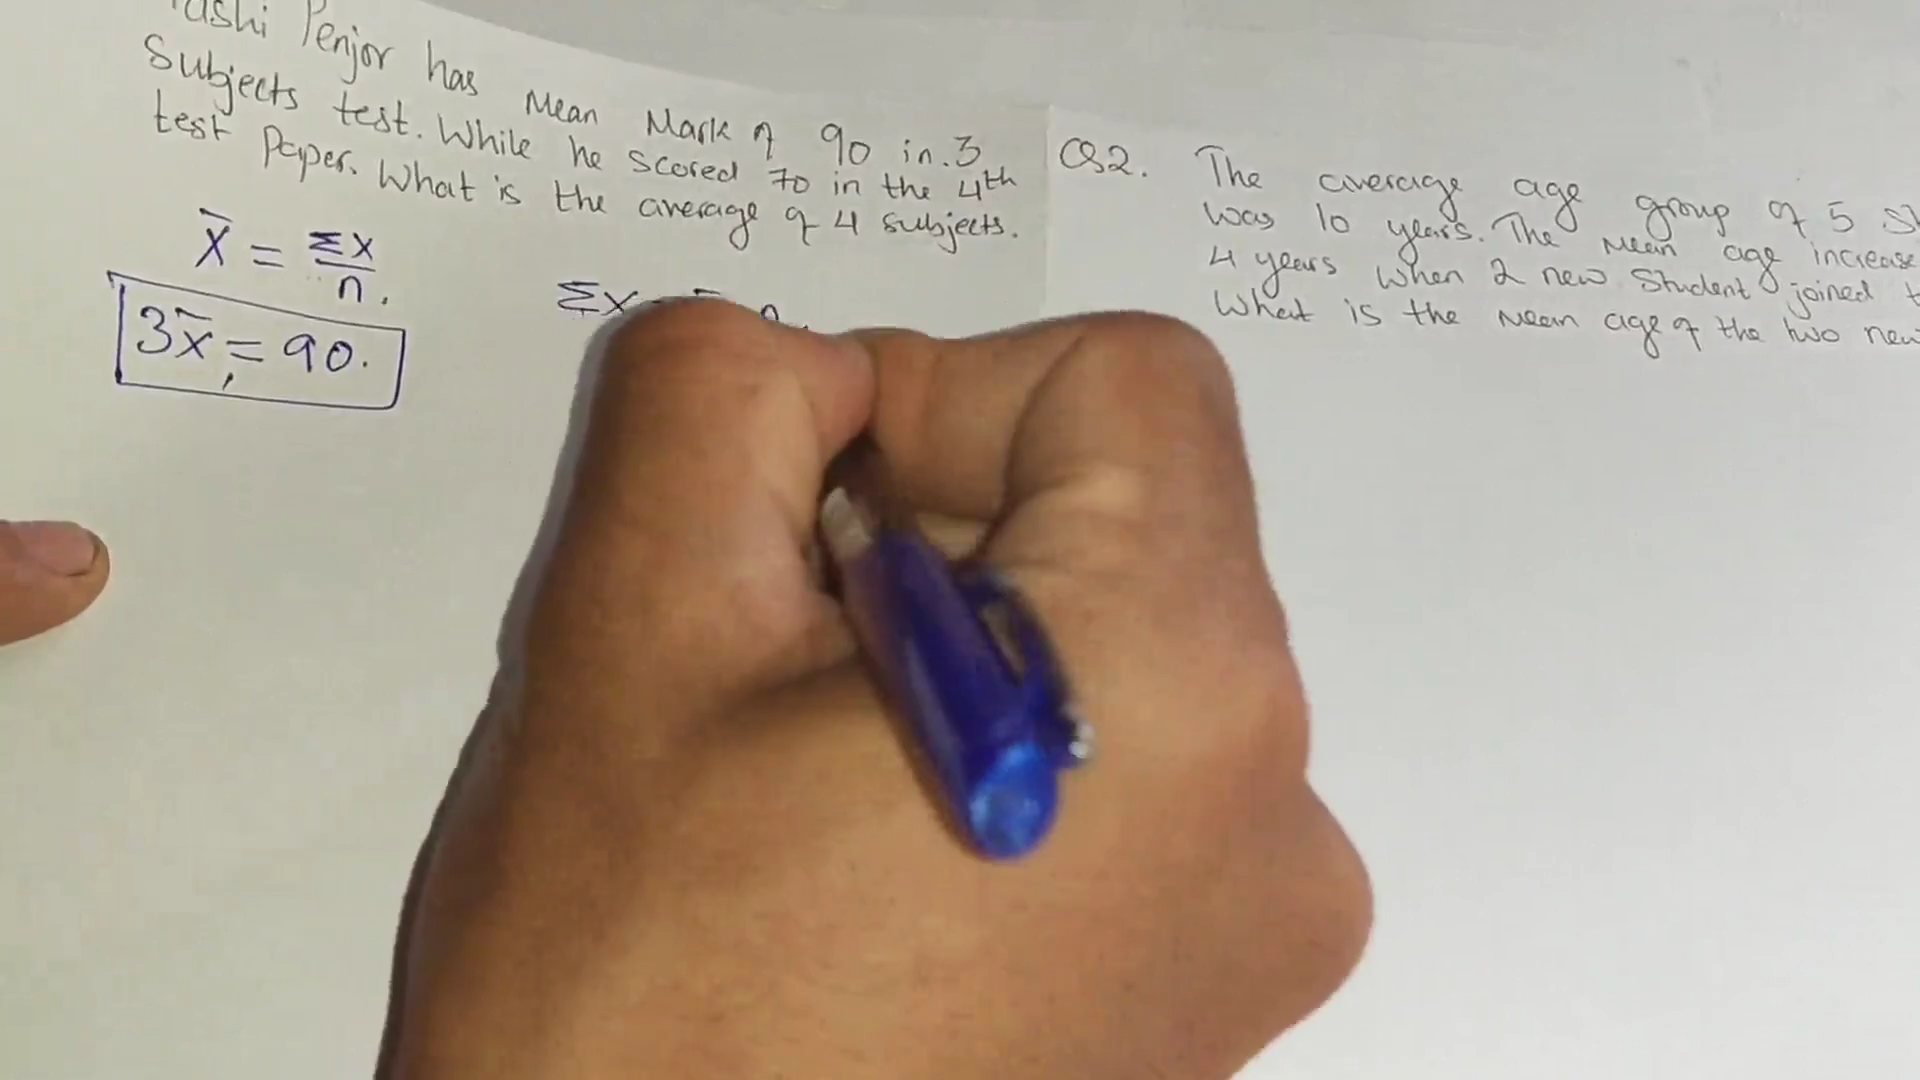 Tashi Penjor has mean Mark of 90 in 3
Subjects test. While he scored 70 in the 4th
test Paper. What is the average of 4 subjects.
x̄ = Σx
n.
3x̄ = 90.
Σx
Q2. The average age group of 5
was 10 years. The mean age increase
4 years when 2 new Student joined
What is the mean age of the two new